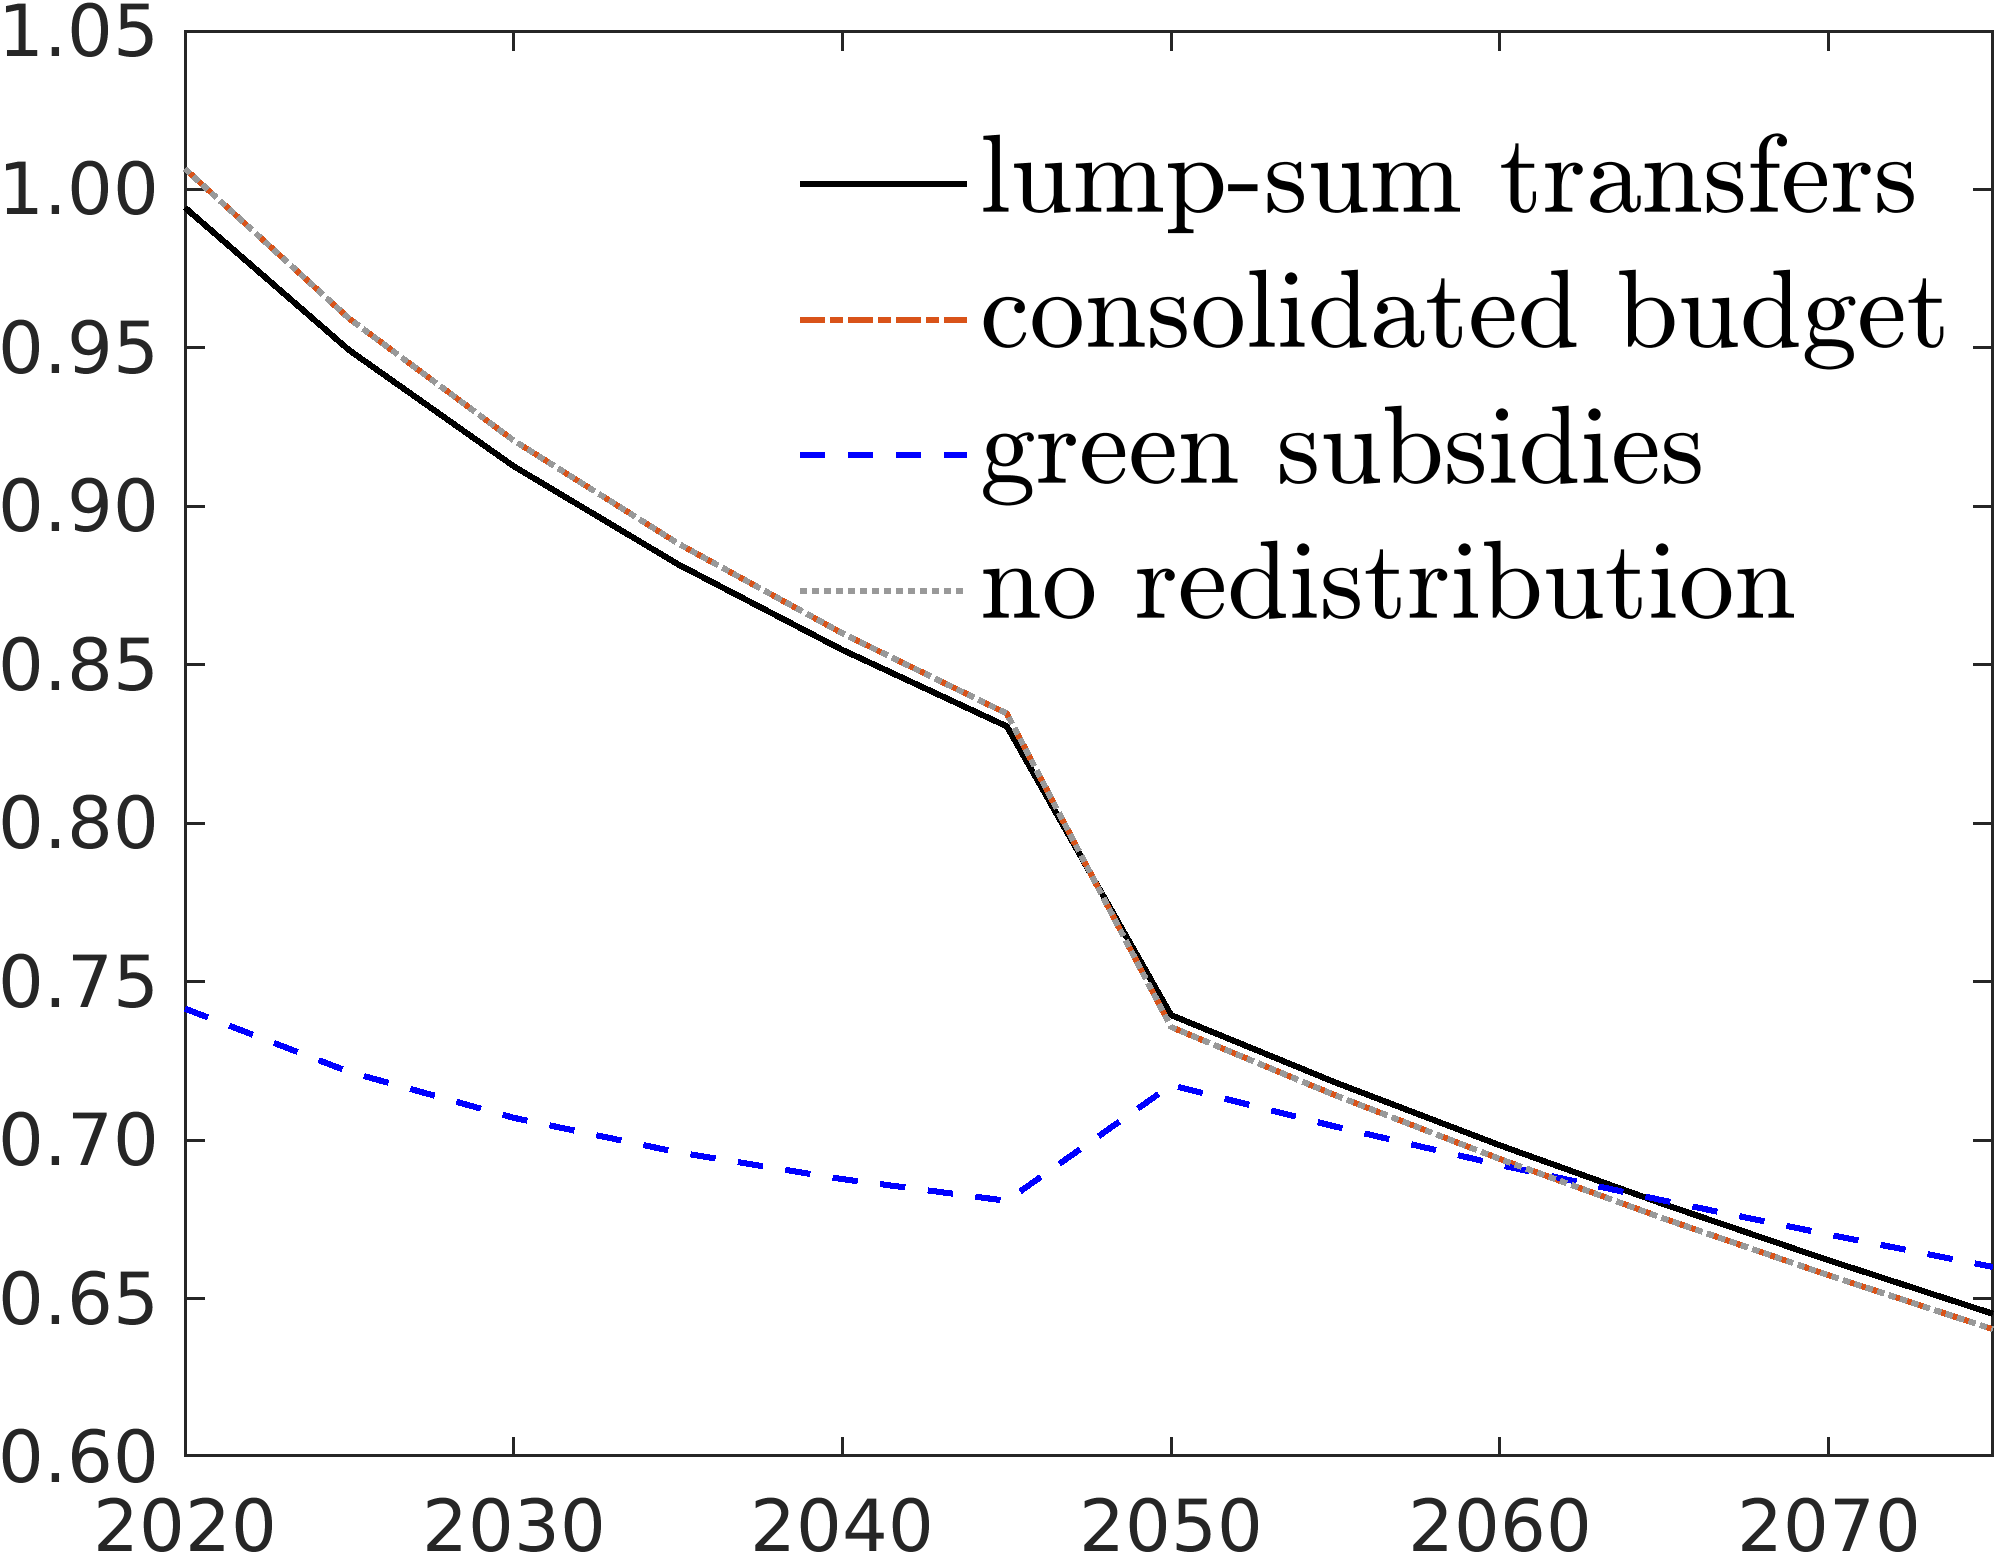 1.05
1.00
0.95
0.90
0.85
0.80
0.75
0.70
0.65
0.60
lump-sum transfers
consolidated budget
green subsidies
no redistribution
2020 2030 2040 2050 2060 2070